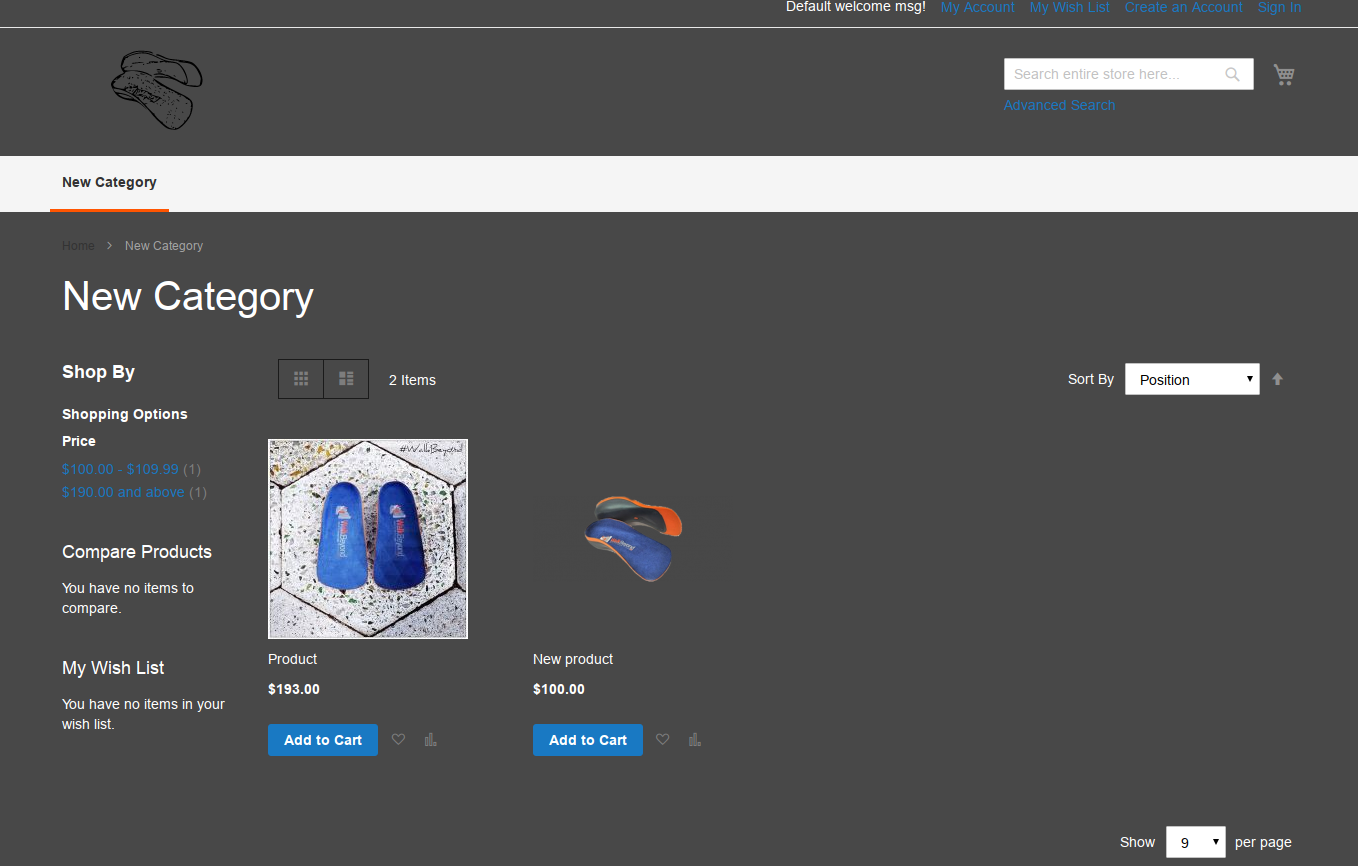 Default welcome msg! My Account My Wish List Create an Account Sign In
Search entire store here...
Advanced Search
New Category
Home > New Category
New Category
Shop By
2 Items
Sort By Position
Shopping Options
Price
$100.00 - $109.99 (1)
$190.00 and above (1)
Compare Products
You have no items to
compare.
My Wish List
You have no items in your
wish list.
#WalkBeyond
WalkBeyond
WalkBeyond
Product
$193.00
Add to Cart
New product
$100.00
Add to Cart
Show 9 per page